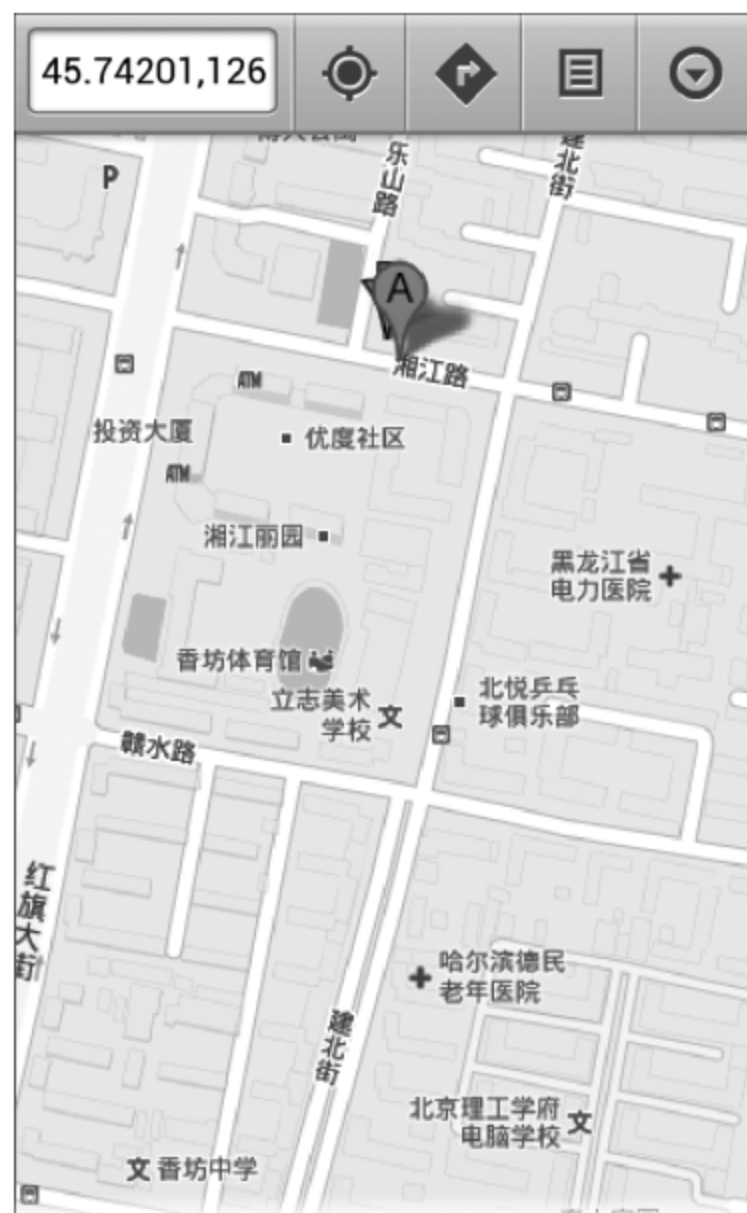 45.74201,126
P
乐山路
建北街
A
湘江路
ATM
优度社区
投资大厦
ATM
湘江丽园
黑龙江省
电力医院
香坊体育馆
立志美术
学校
文
北悦乒乓
球俱乐部
赣水路
红旗大街
哈尔滨德民
老年医院
建北街
北京理工学府
电脑学校
文
文 香坊中学